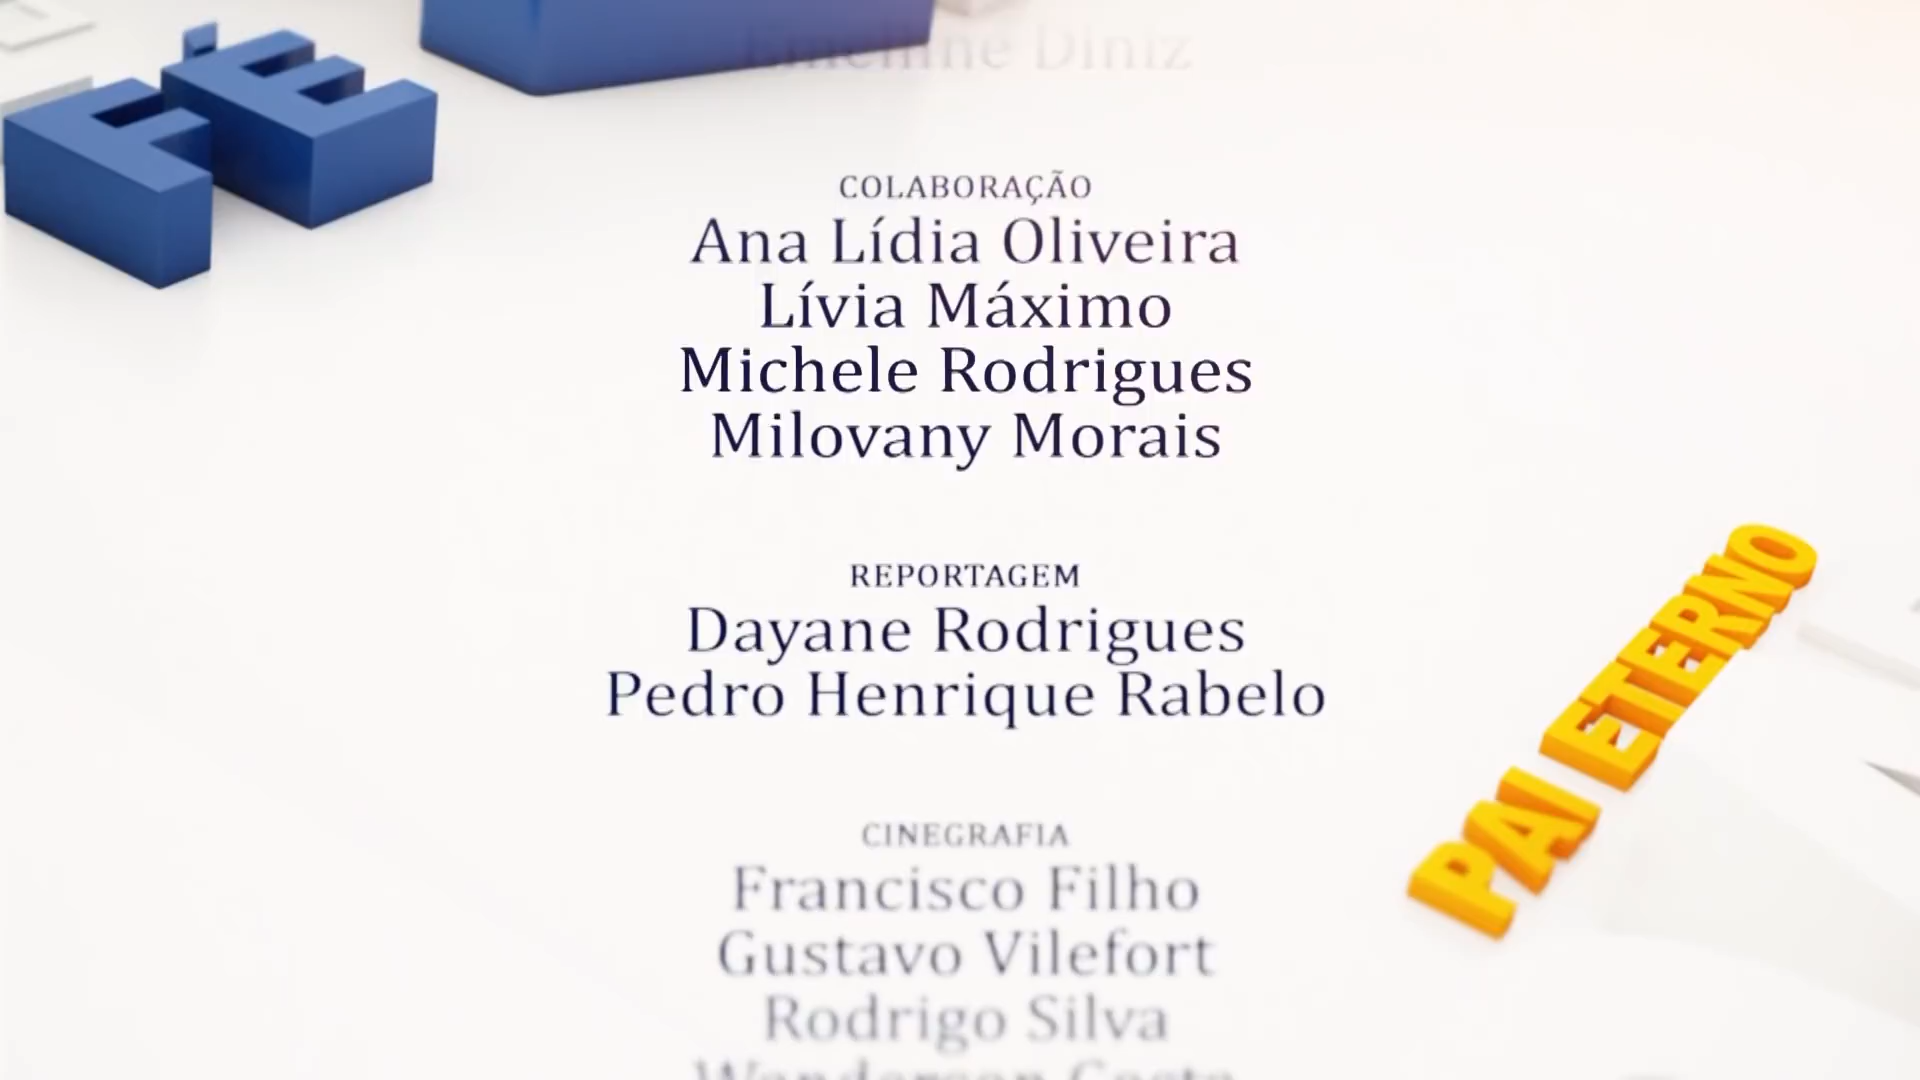 FÉ
Diniz
COLABORAÇÃO
Ana Lídia Oliveira
Lívia Máximo
Michele Rodrigues
Milovany Morais
REPORTAGEM
Dayane Rodrigues
Pedro Henrique Rabelo
PAI ETERNO
CINEGRAFIA
Francisco Filho
Gustavo Vilefort
Rodrigo Silva